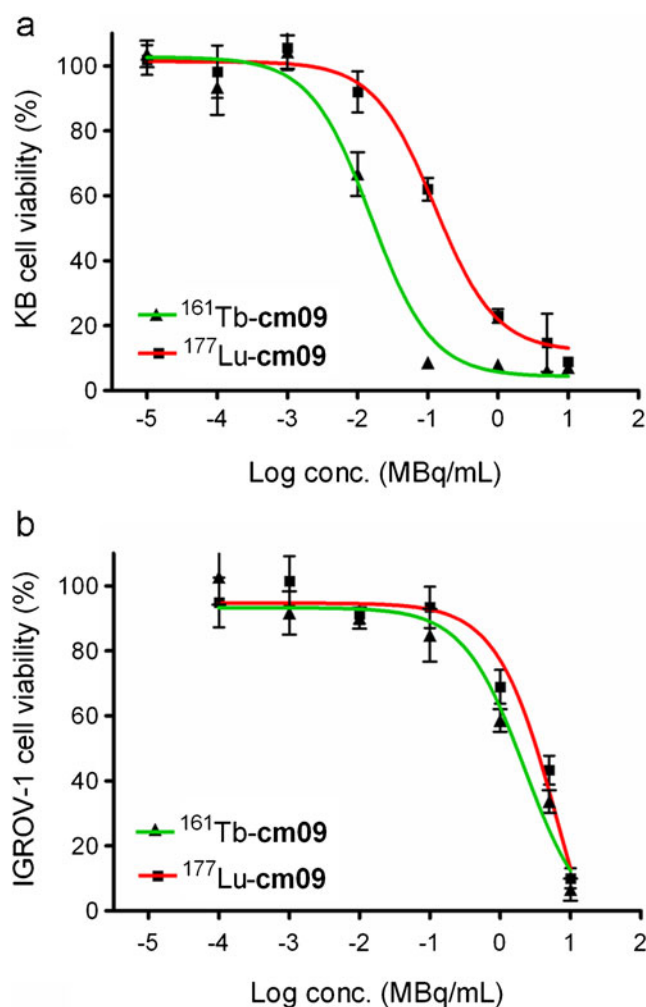 a
KB cell viability (%)
100
80
60
40
20
0
161Tb-cm09
177Lu-cm09
-5 -4 -3 -2 -1 0 1 2
Log conc. (MBq/mL)
b
IGROV-1 cell viability (%)
100
80
60
40
20
0
161Tb-cm09
177Lu-cm09
-5 -4 -3 -2 -1 0 1 2
Log conc. (MBq/mL)